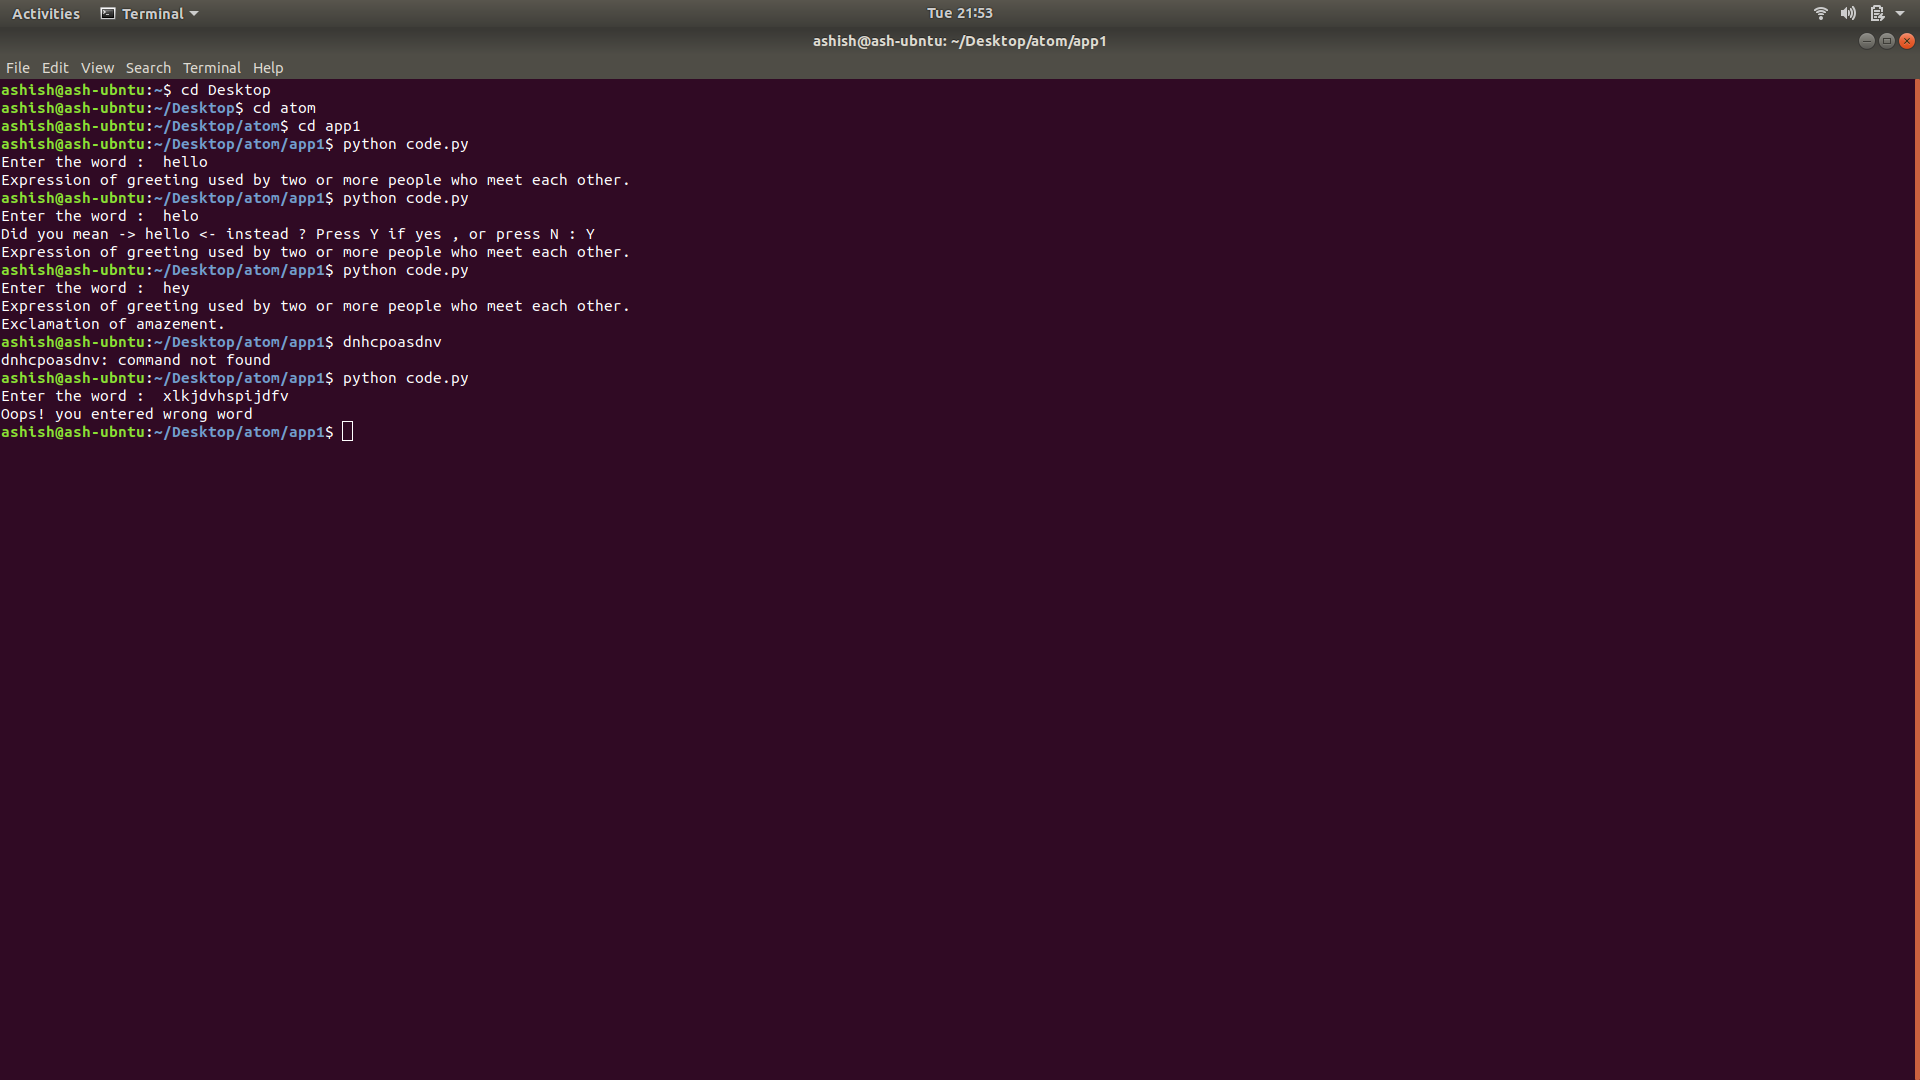 Activities Terminal Tue 21:53
ashish@ash-ubntu: ~/Desktop/atom/app1
File Edit View Search Terminal Help
ashish@ash-ubntu:~$ cd Desktop
ashish@ash-ubntu:~/Desktop$ cd atom
ashish@ash-ubntu:~/Desktop/atom$ cd app1
ashish@ash-ubntu:~/Desktop/atom/app1$ python code.py
Enter the word :  hello
Expression of greeting used by two or more people who meet each other.
ashish@ash-ubntu:~/Desktop/atom/app1$ python code.py
Enter the word :  helo
Did you mean -> hello <- instead ? Press Y if yes , or press N : Y
Expression of greeting used by two or more people who meet each other.
ashish@ash-ubntu:~/Desktop/atom/app1$ python code.py
Enter the word :  hey
Expression of greeting used by two or more people who meet each other.
Exclamation of amazement.
ashish@ash-ubntu:~/Desktop/atom/app1$ dnhcpoasdnv
dnhcpoasdnv: command not found
ashish@ash-ubntu:~/Desktop/atom/app1$ python code.py
Enter the word :  xlkjdvhspijdfv
Oops! you entered wrong word
ashish@ash-ubntu:~/Desktop/atom/app1$